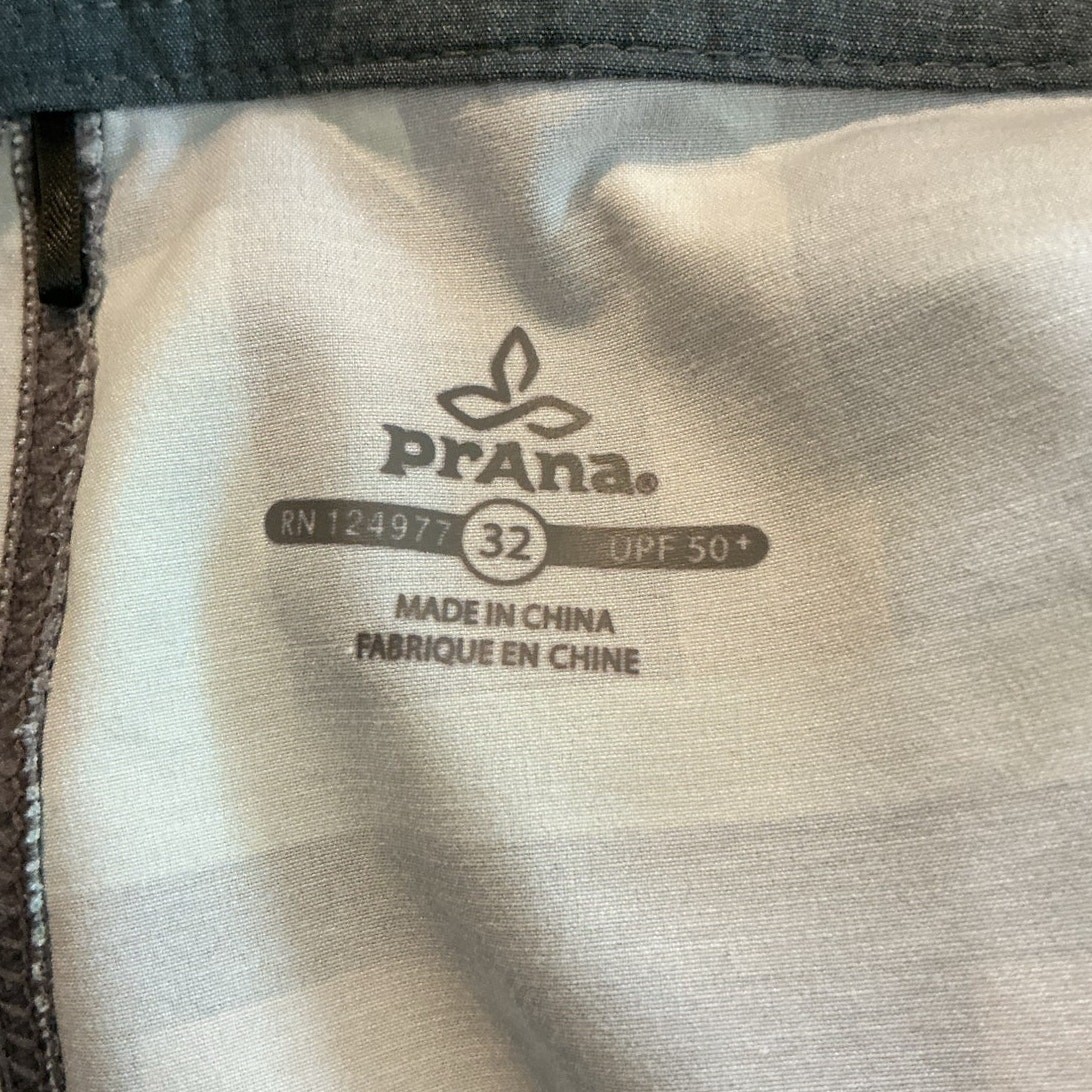 prAna®
RN 124977 32 UPF 50+
MADE IN CHINA
FABRIQUE EN CHINE